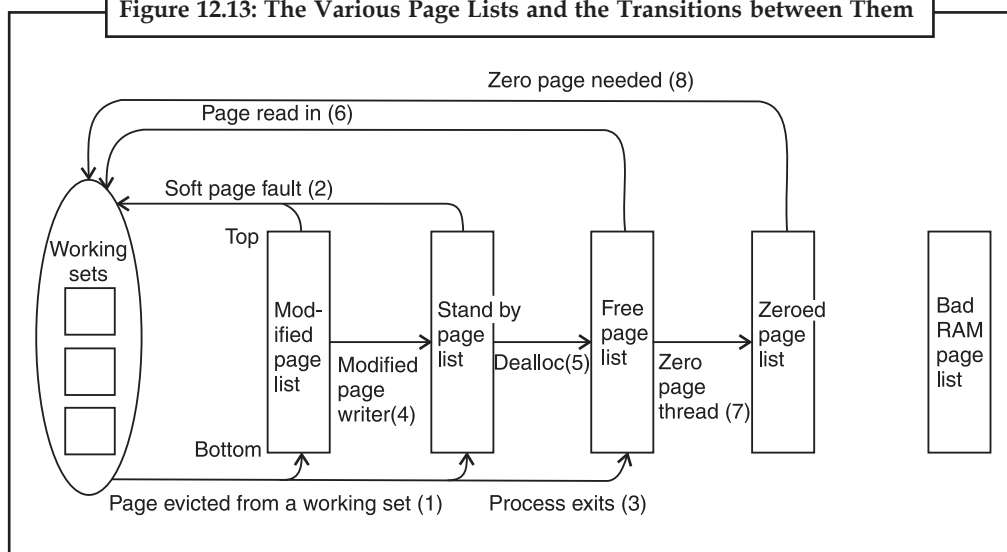 Figure 12.13: The Various Page Lists and the Transitions between Them
Zero page needed (8)
Page read in (6)
Soft page fault (2)
Working
sets
Top
Bottom
Mod-
ified
page
list
Modified
page
writer(4)
Stand by
page
list
Dealloc(5)
Free
page
list
Zero
page
thread (7)
Zeroed
page
list
Bad
RAM
page
list
Page evicted from a working set (1)
Process exits (3)